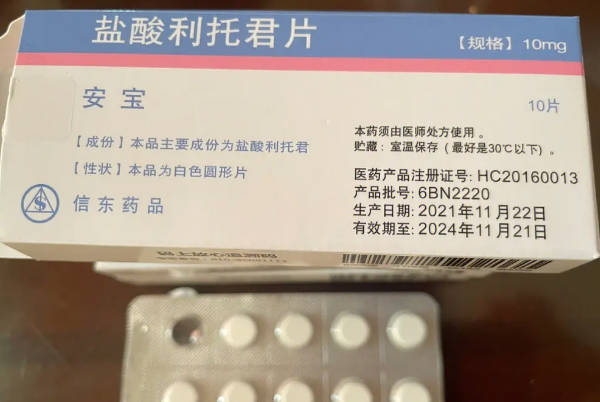 盐酸利托君片
【规格】10mg
安宝
10片
【成份】本品主要成份为盐酸利托君
【性状】本品为白色圆形片
信东药品
本药须由医师处方使用。
贮藏: 室温保存(最好是30℃以下)。
医药产品注册证号: HC20160013
产品批号: 6BN2220
生产日期: 2021年11月22日
有效期至: 2024年11月21日